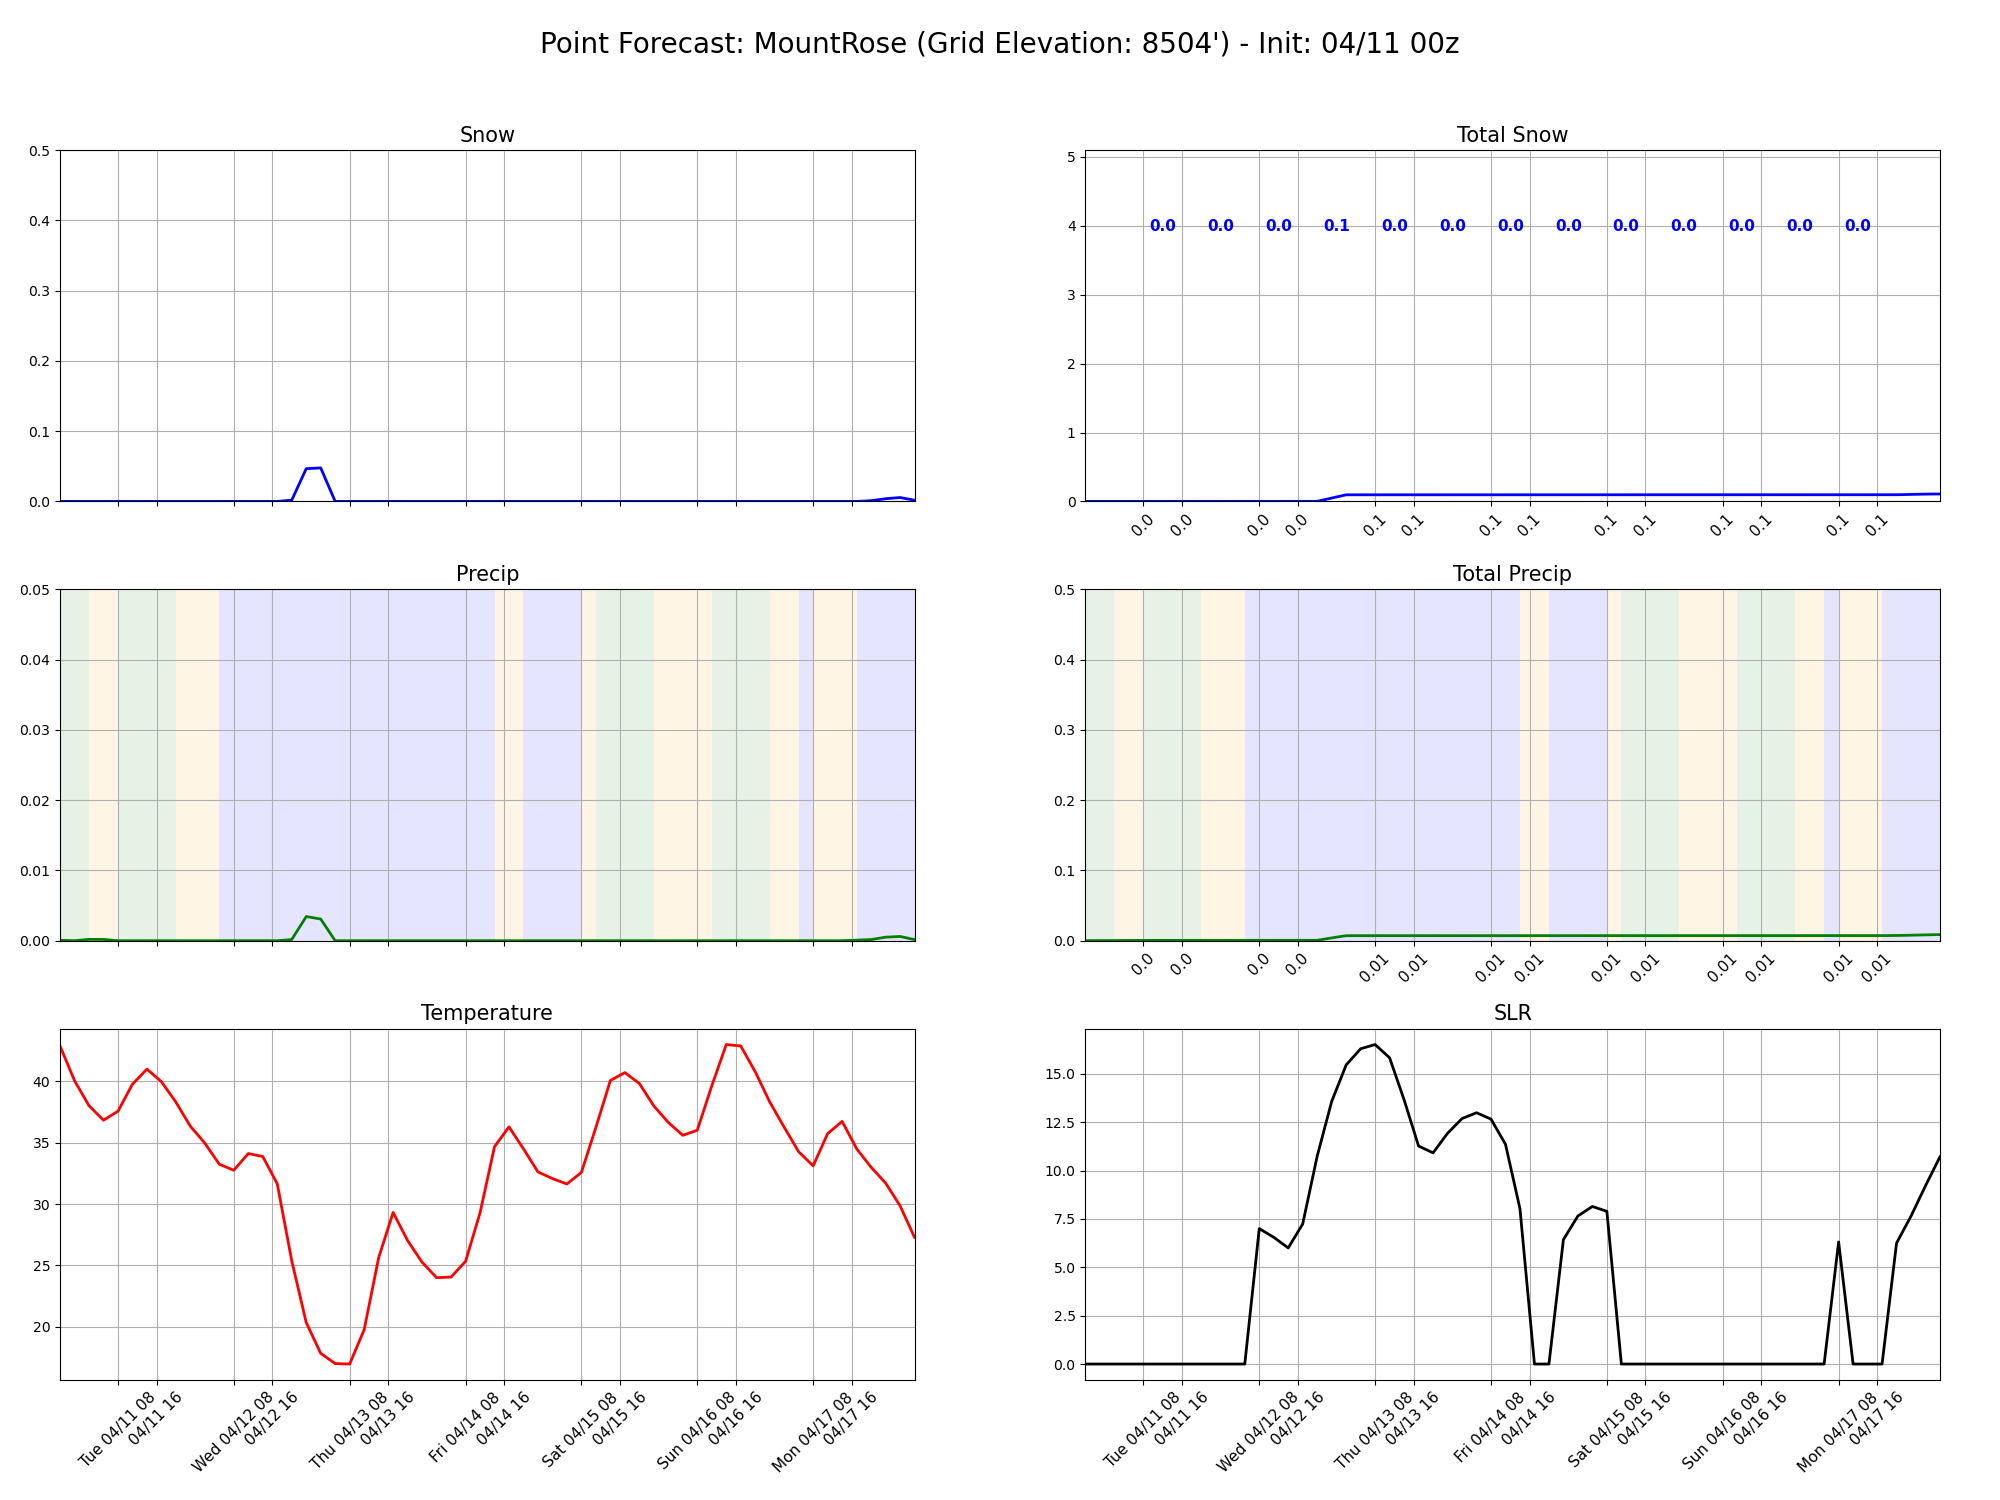 Point Forecast: MountRose (Grid Elevation: 8504') - Init: 04/11 00z
Snow
0.5
0.4
0.3
0.2
0.1
0.0
Total Snow
5
4
3
2
1
0
0.0 0.0 0.0 0.1 0.0 0.0 0.0 0.0 0.0 0.0 0.0 0.0 0.0
0.0 0.0 0.0 0.0 0.1 0.1 0.1 0.1 0.1 0.1 0.1 0.1 0.1 0.1
Precip
0.05
0.04
0.03
0.02
0.01
0.00
Total Precip
0.5
0.4
0.3
0.2
0.1
0.0
0.0 0.0 0.0 0.0 0.01 0.01 0.01 0.01 0.01 0.01 0.01 0.01 0.01 0.01
Temperature
40
35
30
25
20
Tue 04/11 08
04/11 16
Wed 04/12 08
04/12 16
Thu 04/13 08
04/13 16
Fri 04/14 08
04/14 16
Sat 04/15 08
04/15 16
Sun 04/16 08
04/16 16
Mon 04/17 08
04/17 16
SLR
15.0
12.5
10.0
7.5
5.0
2.5
0.0
Tue 04/11 08
04/11 16
Wed 04/12 08
04/12 16
Thu 04/13 08
04/13 16
Fri 04/14 08
04/14 16
Sat 04/15 08
04/15 16
Sun 04/16 08
04/16 16
Mon 04/17 08
04/17 16